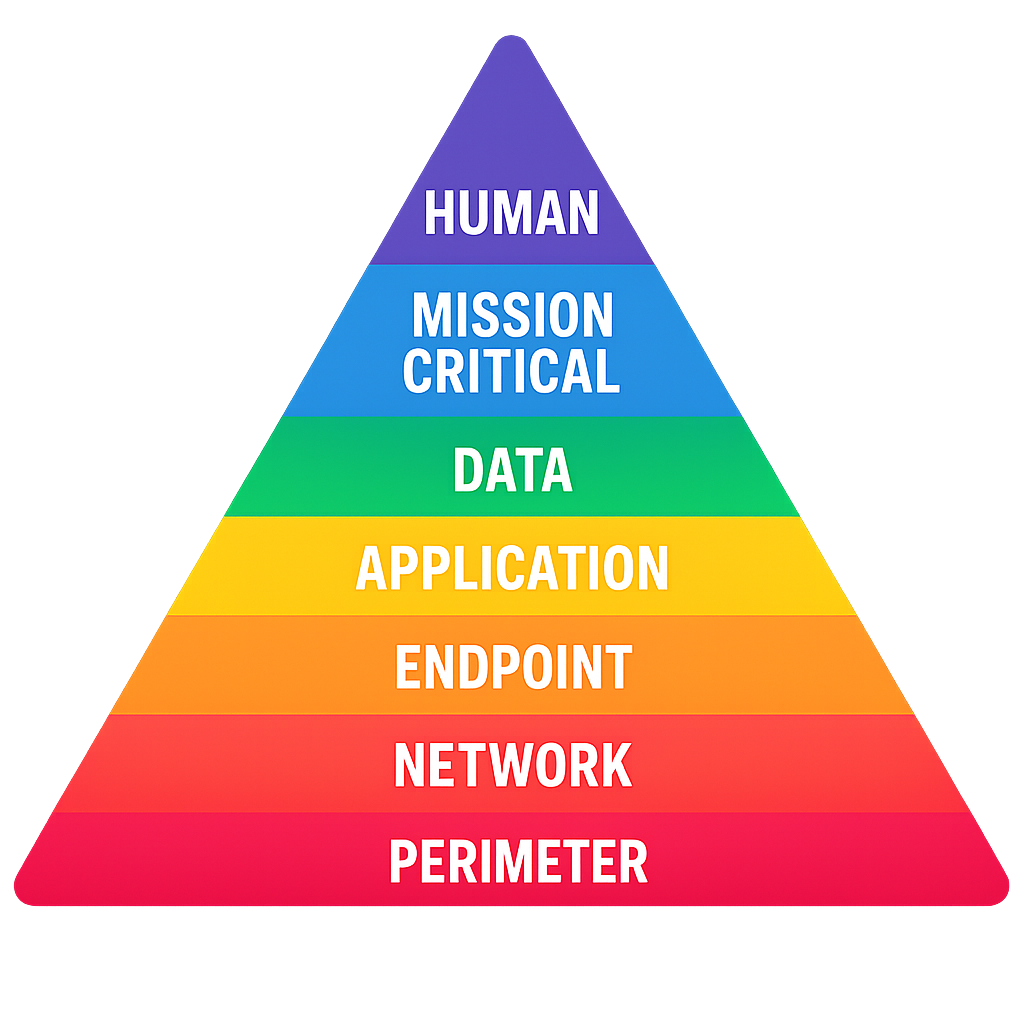 HUMAN
MISSION
CRITICAL
DATA
APPLICATION
ENDPOINT
NETWORK
PERIMETER